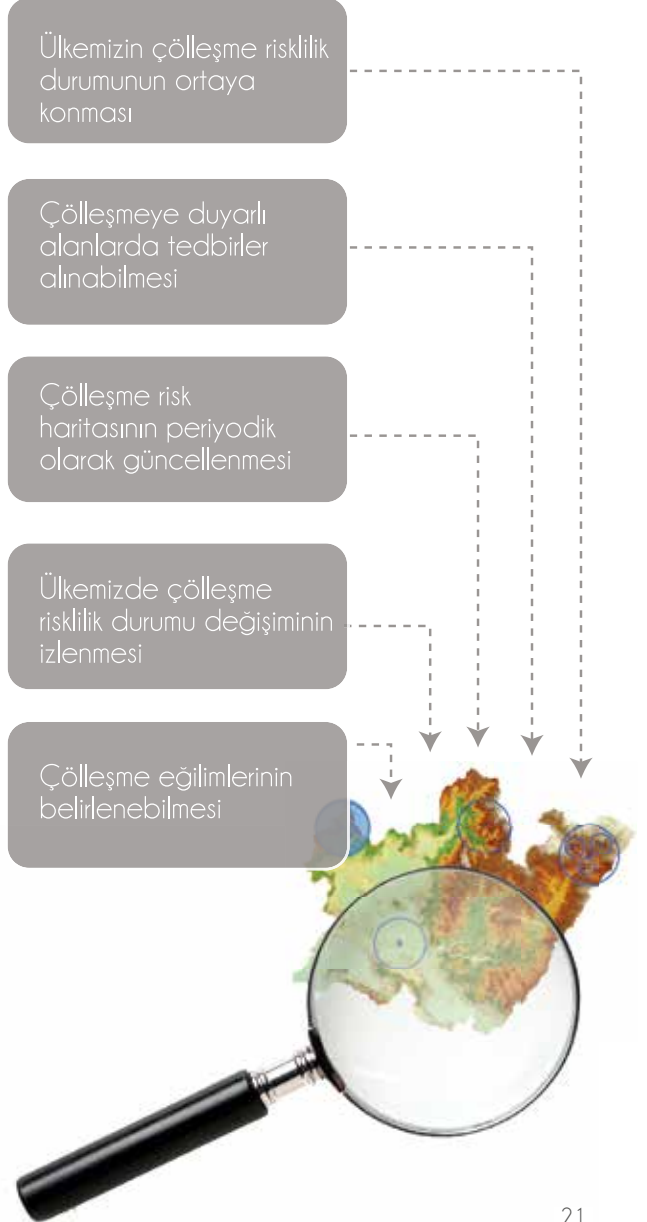 Ülkemizin çölleşme risklilik
durumunun ortaya
konması
Çölleşmeye duyarlı
alanlarda tedbirler
alınabilmesi
Çölleşme risk
haritasının periyodik
olarak güncellenmesi
Ülkemizde çölleşme
risklilik durumu değişiminin
izlenmesi
Çölleşme eğilimlerinin
belirlenebilmesi
21